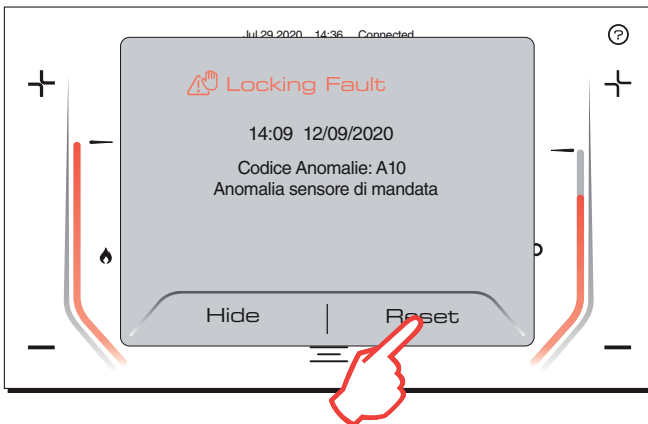 Jul 29 2020 14:36 Connected
?
Locking Fault
14:09 12/09/2020
Codice Anomalie: A10
Anomalia sensore di mandata
Hide | Reset